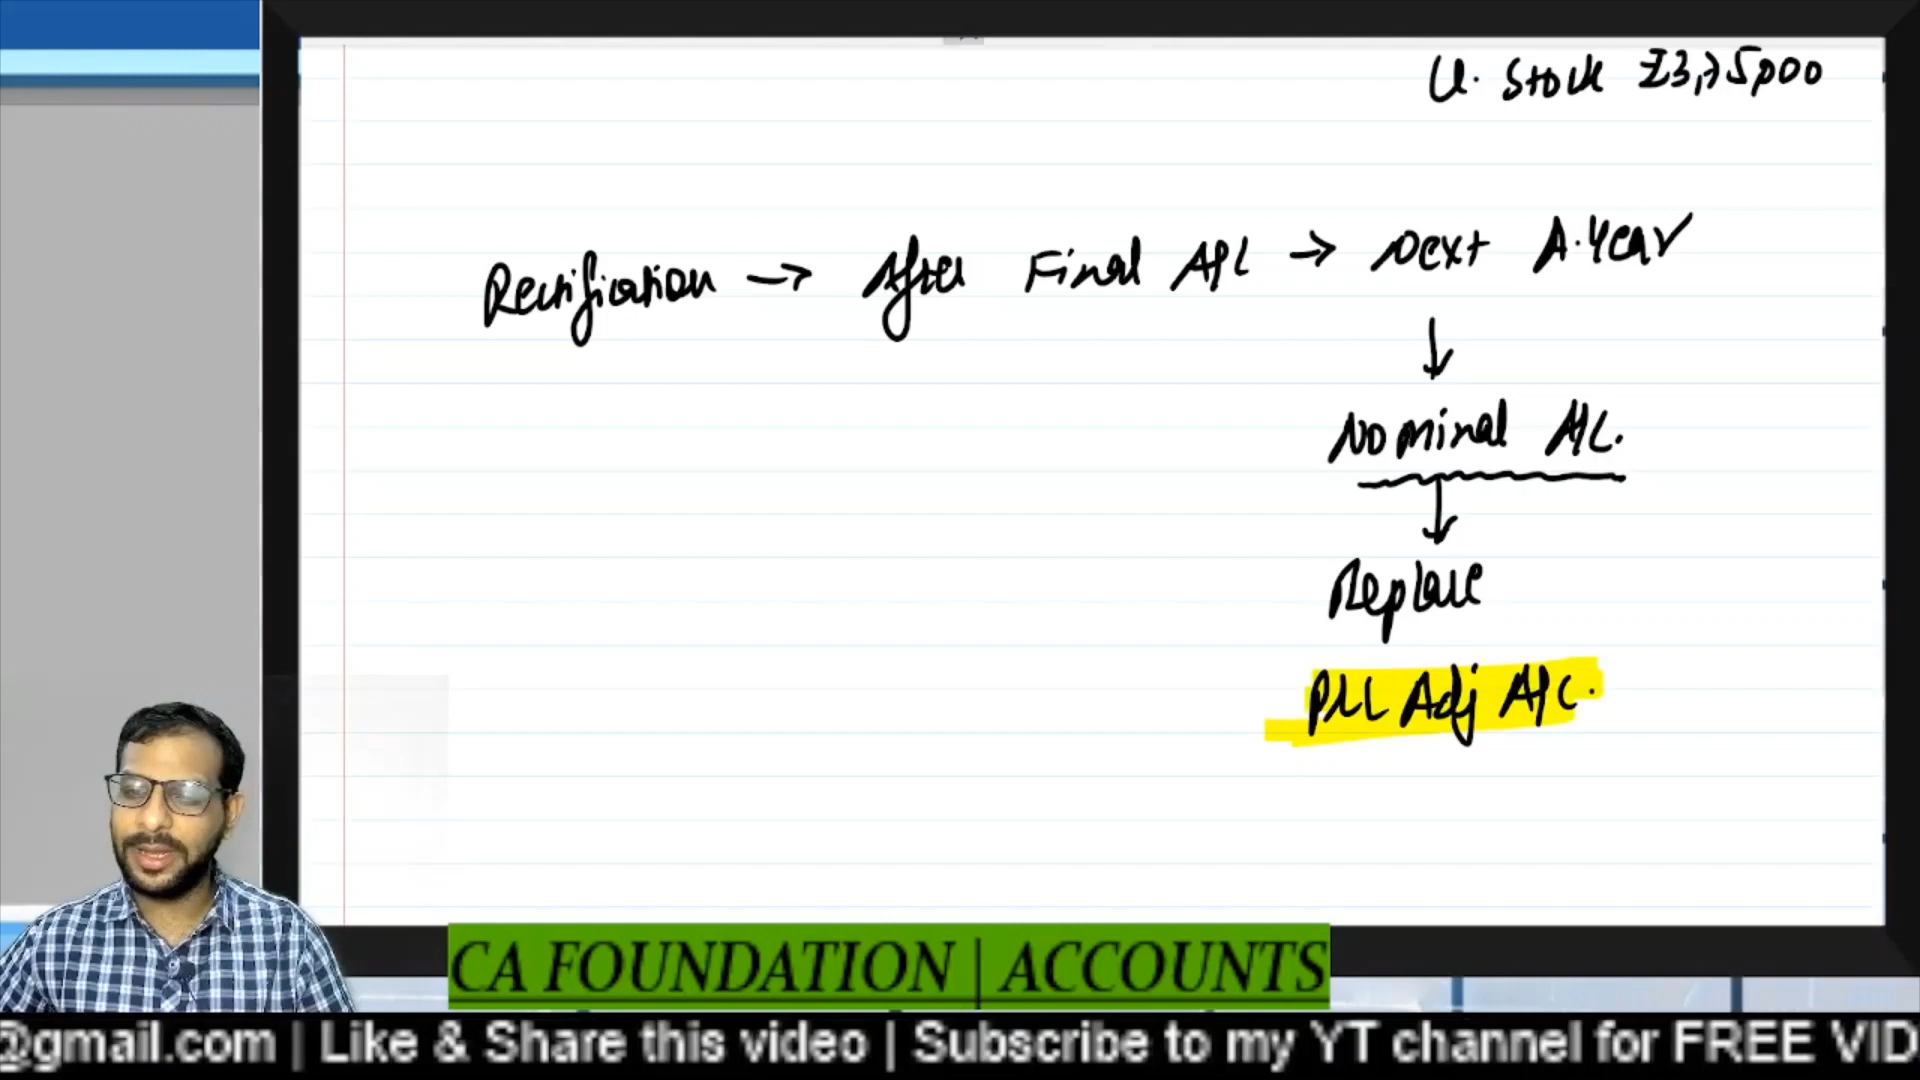 Cl. Stock ₹3,75,000
Rectification → After Final A/C → Next A.Year
↓
Nominal A/C.
↓
Replace
P&L Adj A/C.
CA FOUNDATION | ACCOUNTS
@gmail.com | Like & Share this video | Subscribe to my YT channel for FREE VID